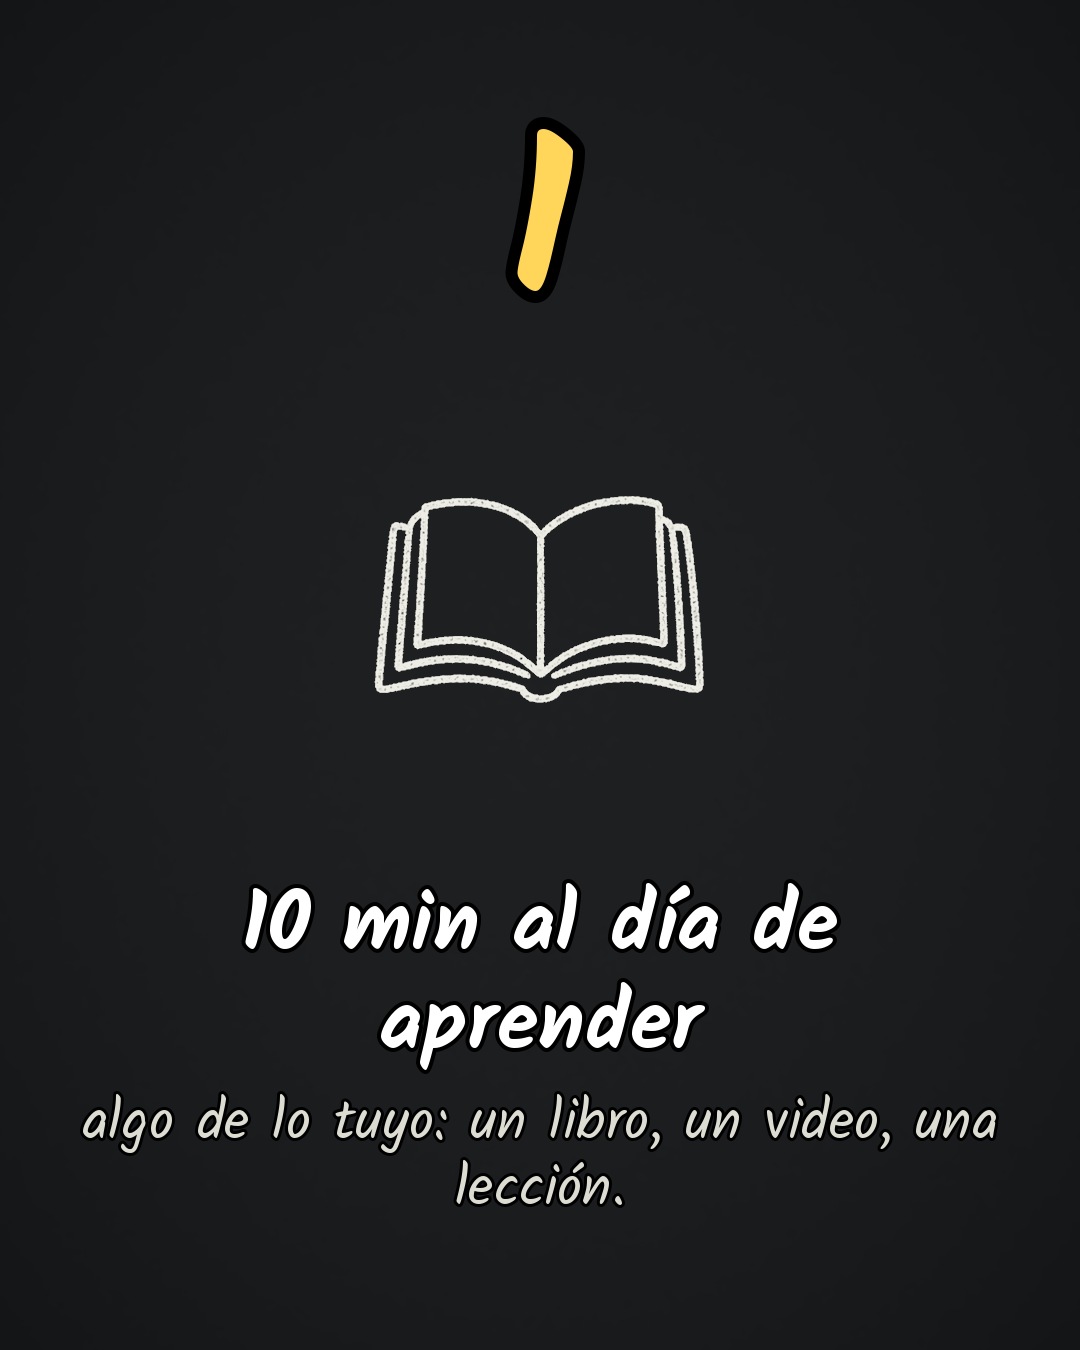 1
10 min al día de
aprender
algo de lo tuyo: un libro, un video, una
lección.